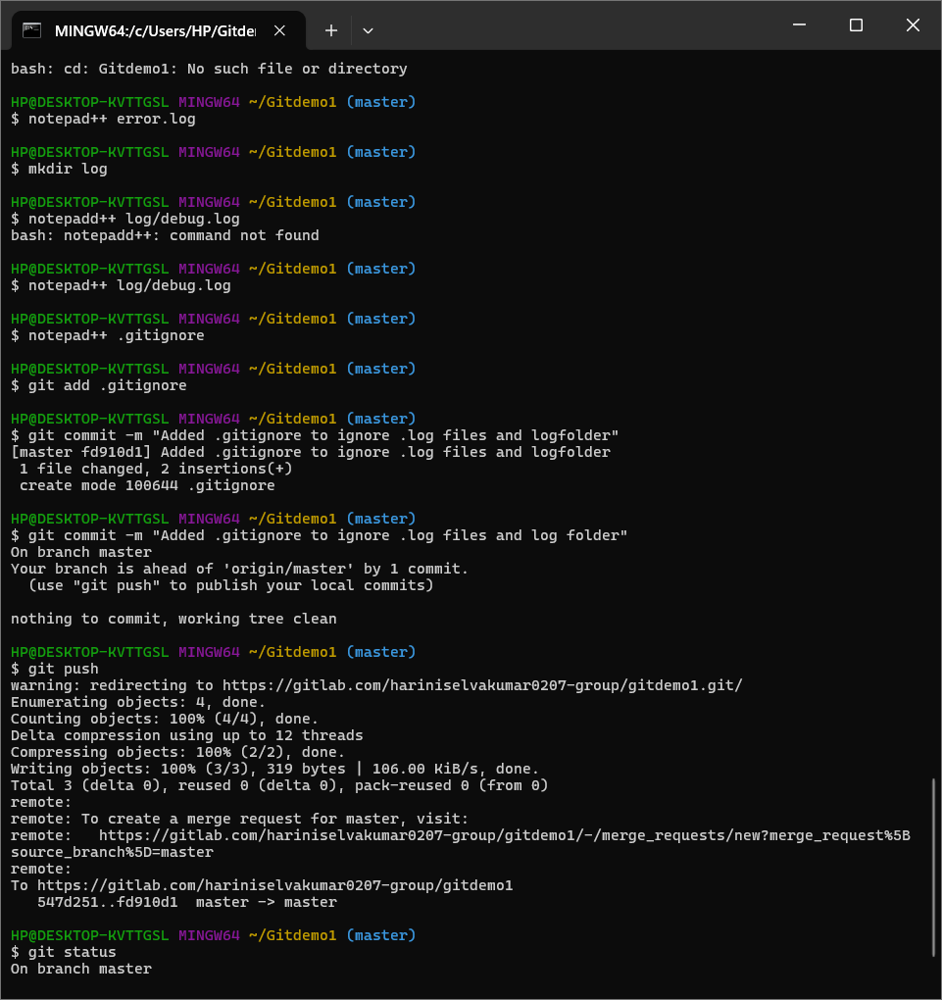 MINGW64:/c/Users/HP/Gitde
bash: cd: Gitdemo1: No such file or directory
HP@DESKTOP-KVTTGSL MINGW64 ~/Gitdemo1 (master)
$ notepad++ error.log
HP@DESKTOP-KVTTGSL MINGW64 ~/Gitdemo1 (master)
$ mkdir log
HP@DESKTOP-KVTTGSL MINGW64 ~/Gitdemo1 (master)
$ notepadd++ log/debug.log
bash: notepadd++: command not found
HP@DESKTOP-KVTTGSL MINGW64 ~/Gitdemo1 (master)
$ notepad++ log/debug.log
HP@DESKTOP-KVTTGSL MINGW64 ~/Gitdemo1 (master)
$ notepad++ .gitignore
HP@DESKTOP-KVTTGSL MINGW64 ~/Gitdemo1 (master)
$ git add .gitignore
HP@DESKTOP-KVTTGSL MINGW64 ~/Gitdemo1 (master)
$ git commit -m "Added .gitignore to ignore .log files and logfolder"
[master fd910d1] Added .gitignore to ignore .log files and logfolder
 1 file changed, 2 insertions(+)
 create mode 100644 .gitignore
HP@DESKTOP-KVTTGSL MINGW64 ~/Gitdemo1 (master)
$ git commit -m "Added .gitignore to ignore .log files and log folder"
On branch master
Your branch is ahead of 'origin/master' by 1 commit.
  (use "git push" to publish your local commits)
nothing to commit, working tree clean
HP@DESKTOP-KVTTGSL MINGW64 ~/Gitdemo1 (master)
$ git push
warning: redirecting to https://gitlab.com/hariniselvakumar0207-group/gitdemo1.git/
Enumerating objects: 4, done.
Counting objects: 100% (4/4), done.
Delta compression using up to 12 threads
Compressing objects: 100% (2/2), done.
Writing objects: 100% (3/3), 319 bytes | 106.00 KiB/s, done.
Total 3 (delta 0), reused 0 (delta 0), pack-reused 0 (from 0)
remote:
remote: To create a merge request for master, visit:
remote:   https://gitlab.com/hariniselvakumar0207-group/gitdemo1/-/merge_requests/new?merge_request%5B
source_branch%5D=master
remote:
To https://gitlab.com/hariniselvakumar0207-group/gitdemo1
   547d251..fd910d1  master -> master
HP@DESKTOP-KVTTGSL MINGW64 ~/Gitdemo1 (master)
$ git status
On branch master